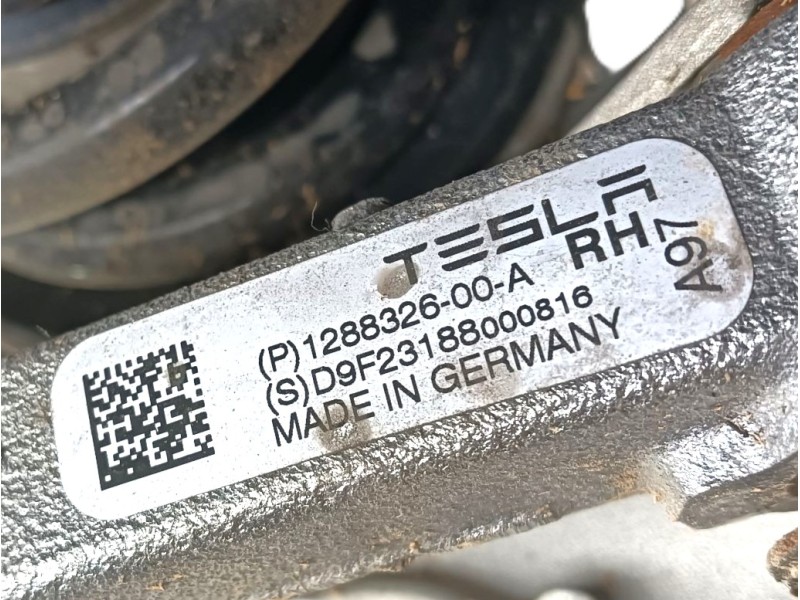 TESLA
RH
(P)1288326-00-A
(S)D9F23188000816
MADE IN GERMANY
A97